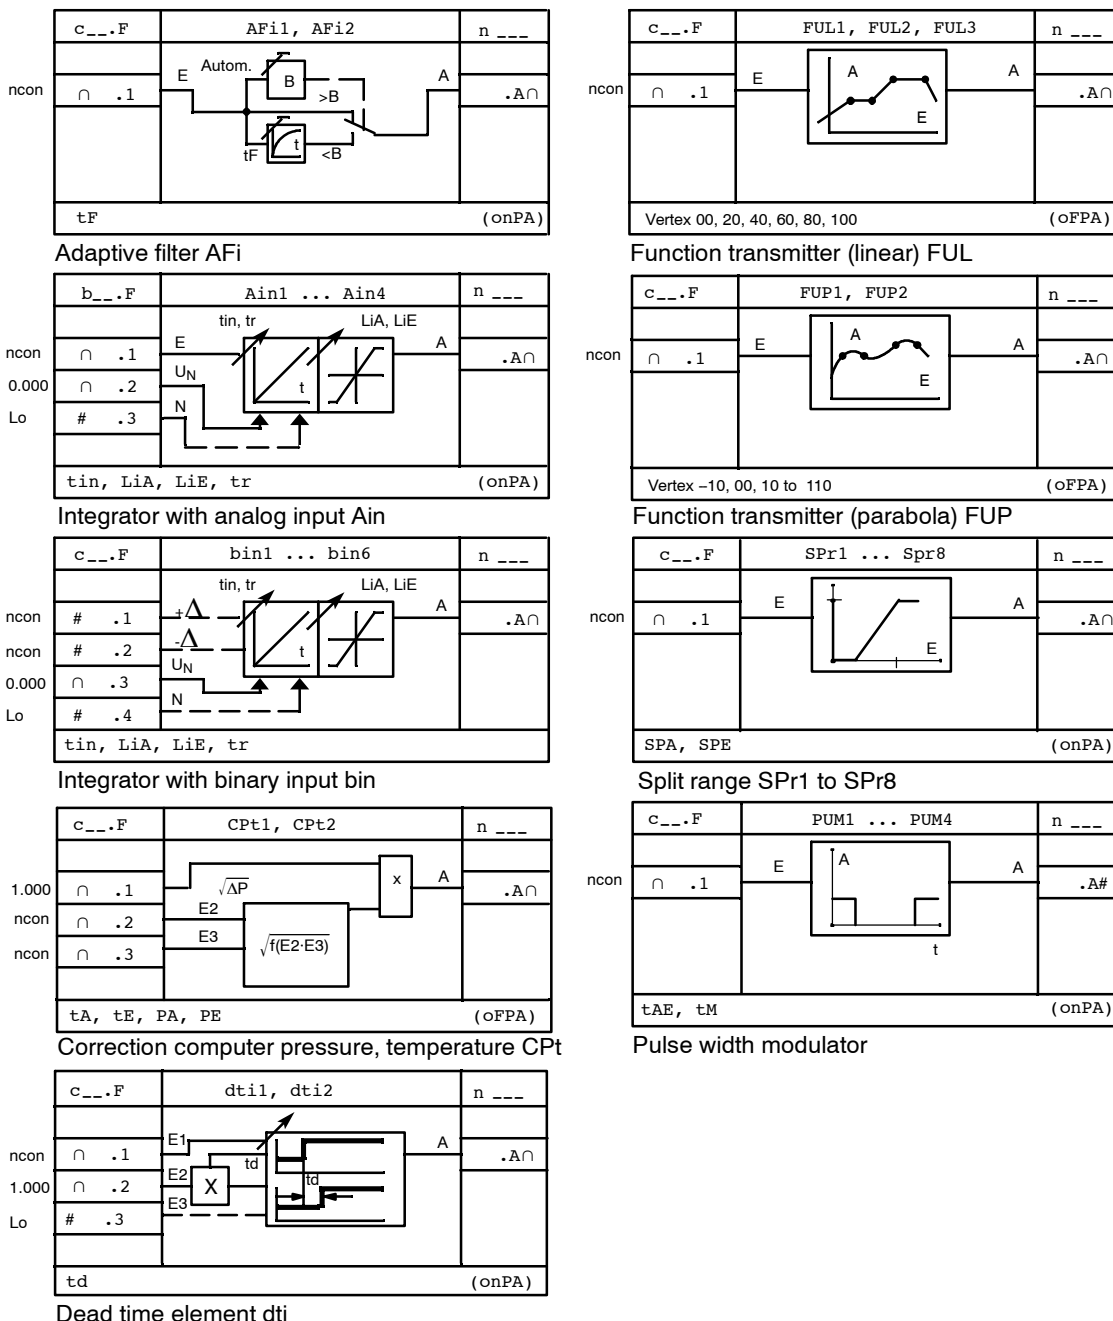 c__.F AFi1, AFi2 n ___
Autom. B >B
E A
ncon ∩ .1 .A∩
tF t <B
tF (onPA)
Adaptive filter AFi
b__.F Ain1 ... Ain4 n ___
tin, tr LiA, LiE
ncon ∩ .1 E A .A∩
0.000 ∩ .2 UN t
Lo # .3 N
tin, LiA, LiE, tr (onPA)
Integrator with analog input Ain
c__.F bin1 ... bin6 n ___
tin, tr LiA, LiE
ncon # .1 +Δ A .A∩
ncon # .2 -Δ t
0.000 ∩ .3 UN
Lo # .4 N
tin, LiA, LiE, tr
Integrator with binary input bin
c__.F CPt1, CPt2 n ___
1.000 ∩ .1 √ΔP x A .A∩
ncon ∩ .2 E2
ncon ∩ .3 E3 √f(E2·E3)
tA, tE, PA, PE (oFPA)
Correction computer pressure, temperature CPt
c__.F dti1, dti2 n ___
ncon ∩ .1 E1 td A .A∩
1.000 ∩ .2 E2 X td
Lo # .3 E3
td (onPA)
Dead time element dti
c__.F FUL1, FUL2, FUL3 n ___
ncon ∩ .1 E A E A .A∩
Vertex 00, 20, 40, 60, 80, 100 (oFPA)
Function transmitter (linear) FUL
c__.F FUP1, FUP2 n ___
ncon ∩ .1 E A E A .A∩
Vertex –10, 00, 10 to 110 (oFPA)
Function transmitter (parabola) FUP
c__.F SPr1 ... Spr8 n ___
ncon ∩ .1 E E A .A∩
SPA, SPE (onPA)
Split range SPr1 to SPr8
c__.F PUM1 ... PUM4 n ___
ncon ∩ .1 E A t A .A#
tAE, tM (onPA)
Pulse width modulator